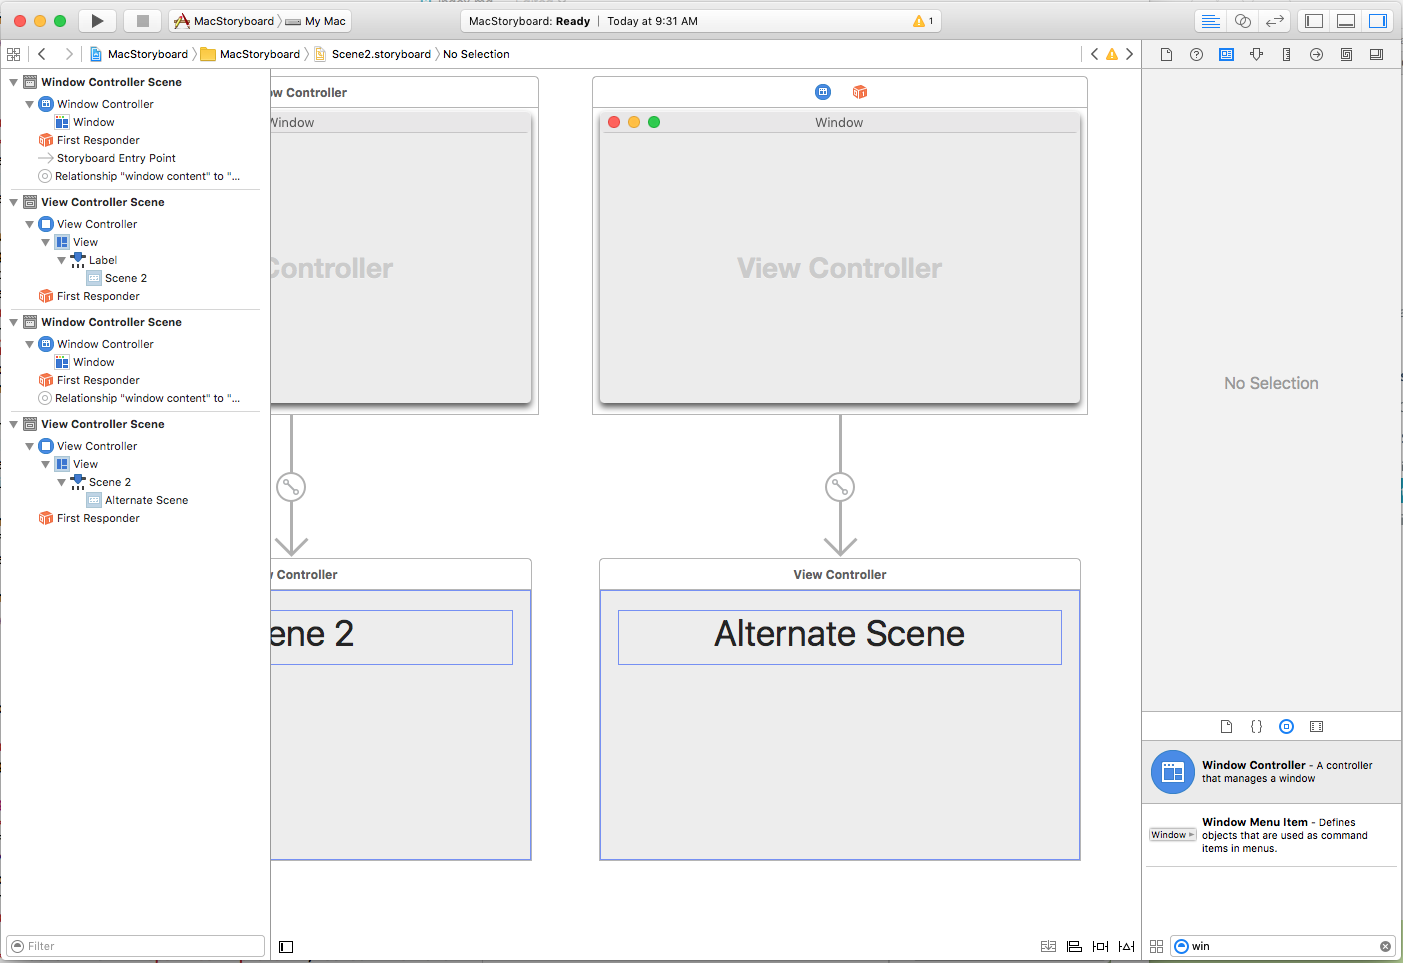 MacStoryboard My Mac
MacStoryboard: Ready | Today at 9:31 AM
1
MacStoryboard MacStoryboard Scene2.storyboard No Selection
Window Controller Scene
Window Controller
Window
First Responder
Storyboard Entry Point
Relationship "window content" to "...
View Controller Scene
View Controller
View
Label
Scene 2
First Responder
Window Controller Scene
Window Controller
Window
First Responder
Relationship "window content" to "...
View Controller Scene
View Controller
View
Scene 2
Alternate Scene
First Responder
Filter
ow Controller
Window
Controller
Controller
ene 2
Window
View Controller
View Controller
Alternate Scene
No Selection
{}
Window Controller - A controller
that manages a window
Window
Window Menu Item - Defines
objects that are used as command
items in menus.
win